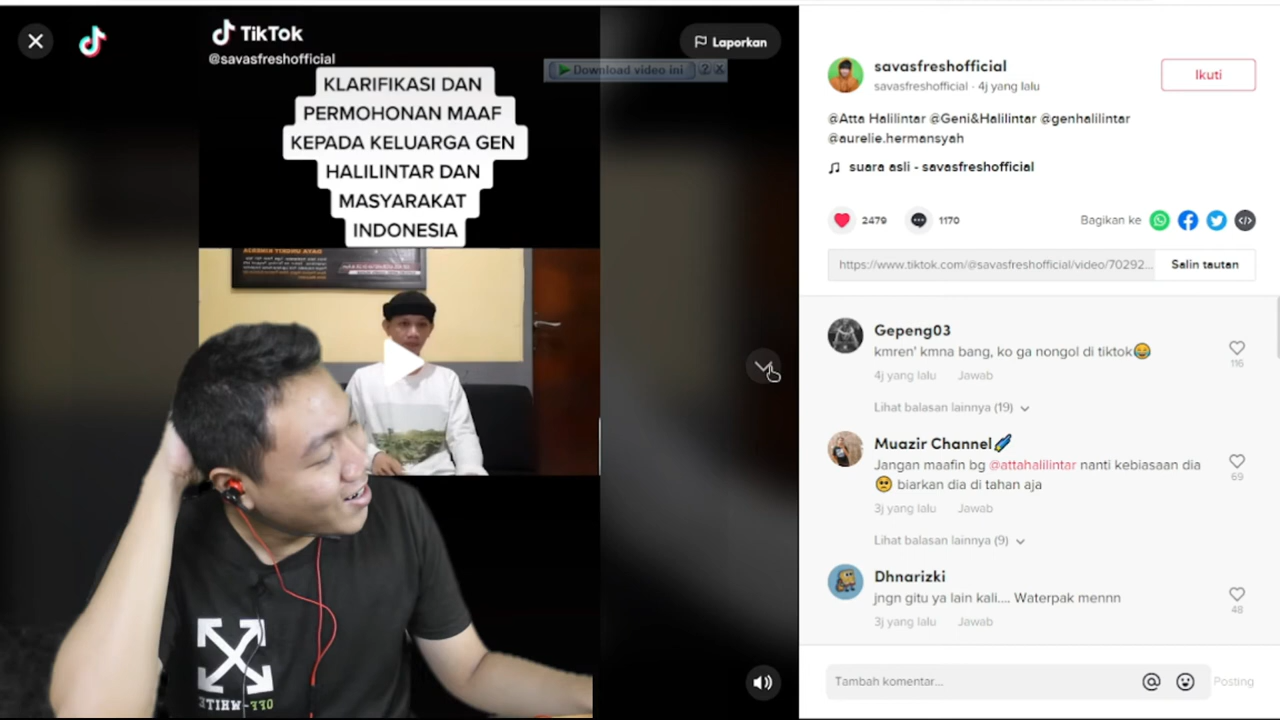 TikTok
@savasfreshofficial
Laporkan
Download video ini
KLARIFIKASI DAN
PERMOHONAN MAAF
KEPADA KELUARGA GEN
HALILINTAR DAN
MASYARAKAT
INDONESIA
OFF-WHITE
savasfreshofficial
savasfreshofficial · 4j yang lalu
Ikuti
@Atta Halilintar @Geni&Halilintar @genhalilintar
@aurelie.hermansyah
suara asli - savasfreshofficial
2479
1170
Bagikan ke
https://www.tiktok.com/@savasfreshofficial/video/70292...
Salin tautan
Gepeng03
kmren' kmna bang, ko ga nongol di tiktok😂
116
4j yang lalu Jawab
Lihat balasan lainnya (19)
Muazir Channel
Jangan maafin bg @attahalilintar nanti kebiasaan dia
🥺 biarkan dia di tahan aja
69
3j yang lalu Jawab
Lihat balasan lainnya (9)
Dhnarizki
jngn gitu ya lain kali.... Waterpak mennn
48
3j yang lalu Jawab
Tambah komentar...
Posting